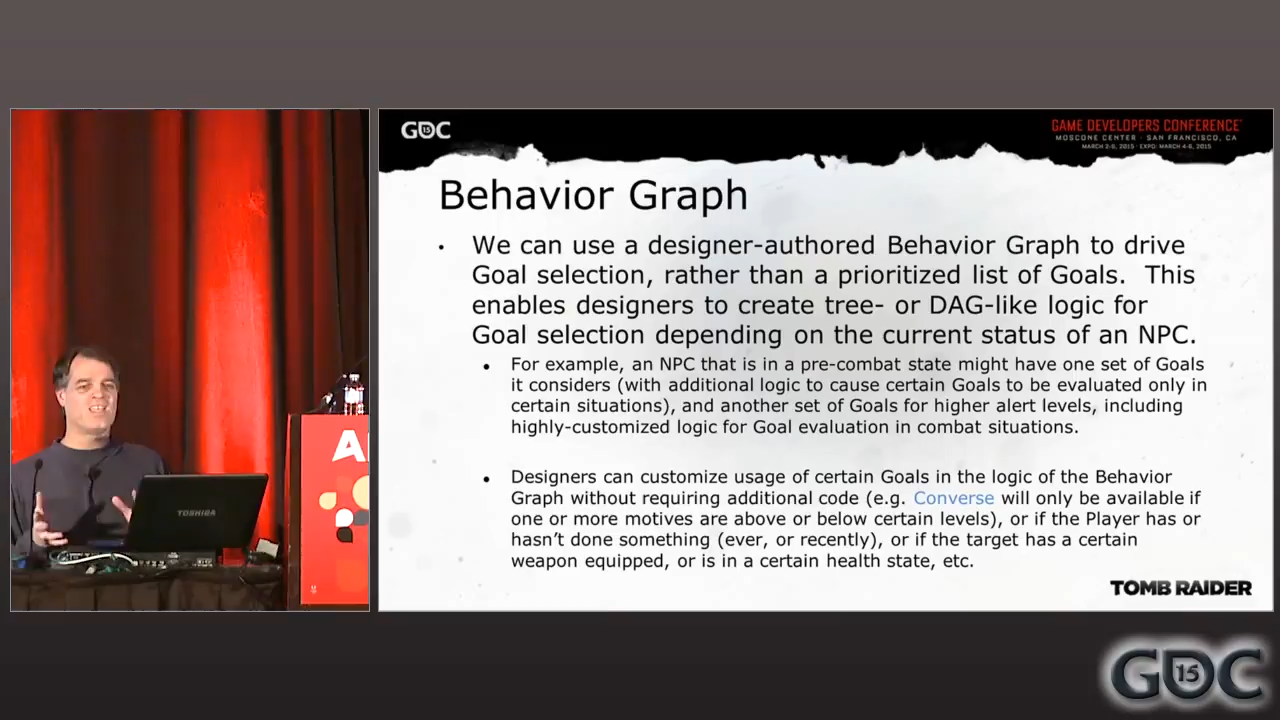 GDC 15
GAME DEVELOPERS CONFERENCE
MOSCONE CENTER · SAN FRANCISCO, CA
MARCH 2-6, 2015 · EXPO: MARCH 4-6, 2015
Behavior Graph
• We can use a designer-authored Behavior Graph to drive
Goal selection, rather than a prioritized list of Goals. This
enables designers to create tree- or DAG-like logic for
Goal selection depending on the current status of an NPC.
• For example, an NPC that is in a pre-combat state might have one set of Goals
it considers (with additional logic to cause certain Goals to be evaluated only in
certain situations), and another set of Goals for higher alert levels, including
highly-customized logic for Goal evaluation in combat situations.
• Designers can customize usage of certain Goals in the logic of the Behavior
Graph without requiring additional code (e.g. Converse will only be available if
one or more motives are above or below certain levels), or if the Player has or
hasn't done something (ever, or recently), or if the target has a certain
weapon equipped, or is in a certain health state, etc.
TOMB RAIDER
AI
TOSHIBA
GDC 15